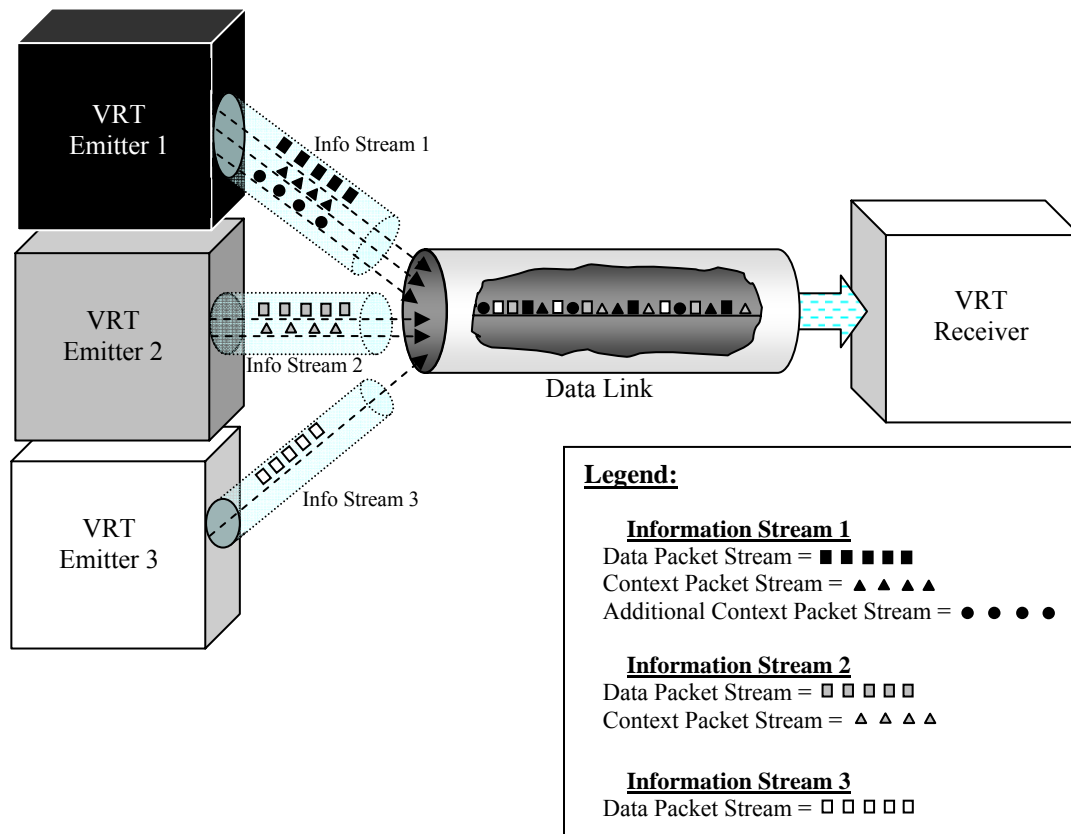 VRT
Emitter 1
Info Stream 1
VRT
Emitter 2
Info Stream 2
Data Link
VRT
Receiver
VRT
Emitter 3
Info Stream 3
Legend:
Information Stream 1
Data Packet Stream =
Context Packet Stream =
Additional Context Packet Stream =
Information Stream 2
Data Packet Stream =
Context Packet Stream =
Information Stream 3
Data Packet Stream =